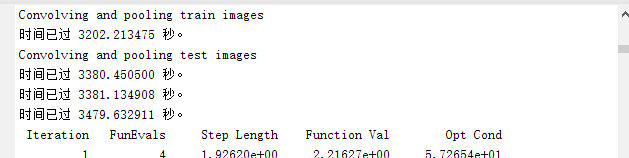 Convolving and pooling train images
时间已过 3202.213475 秒。
Convolving and pooling test images
时间已过 3380.450500 秒。
时间已过 3381.134908 秒。
时间已过 3479.632911 秒。
Iteration FunEvals Step Length Function Val Opt Cond
1 4 1.92620e+00 2.21627e+00 5.72654e+01